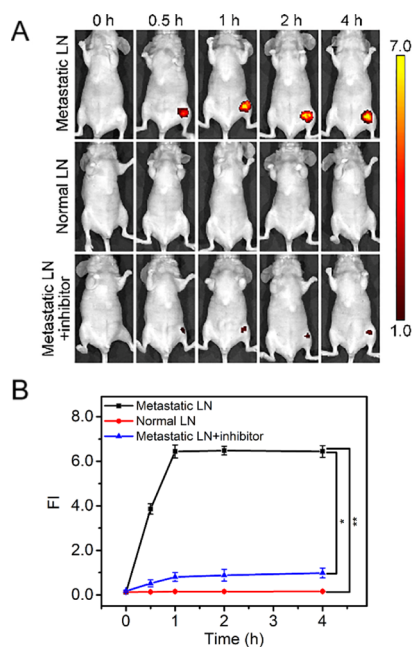 A
0 h 0.5 h 1 h 2 h 4 h
Metastatic LN
Normal LN
Metastatic LN
+inhibitor
7.0
1.0
B
Metastatic LN
Normal LN
Metastatic LN+inhibitor
FI
8.0
6.0
4.0
2.0
0.0
*
**
0 1 2 3 4
Time (h)